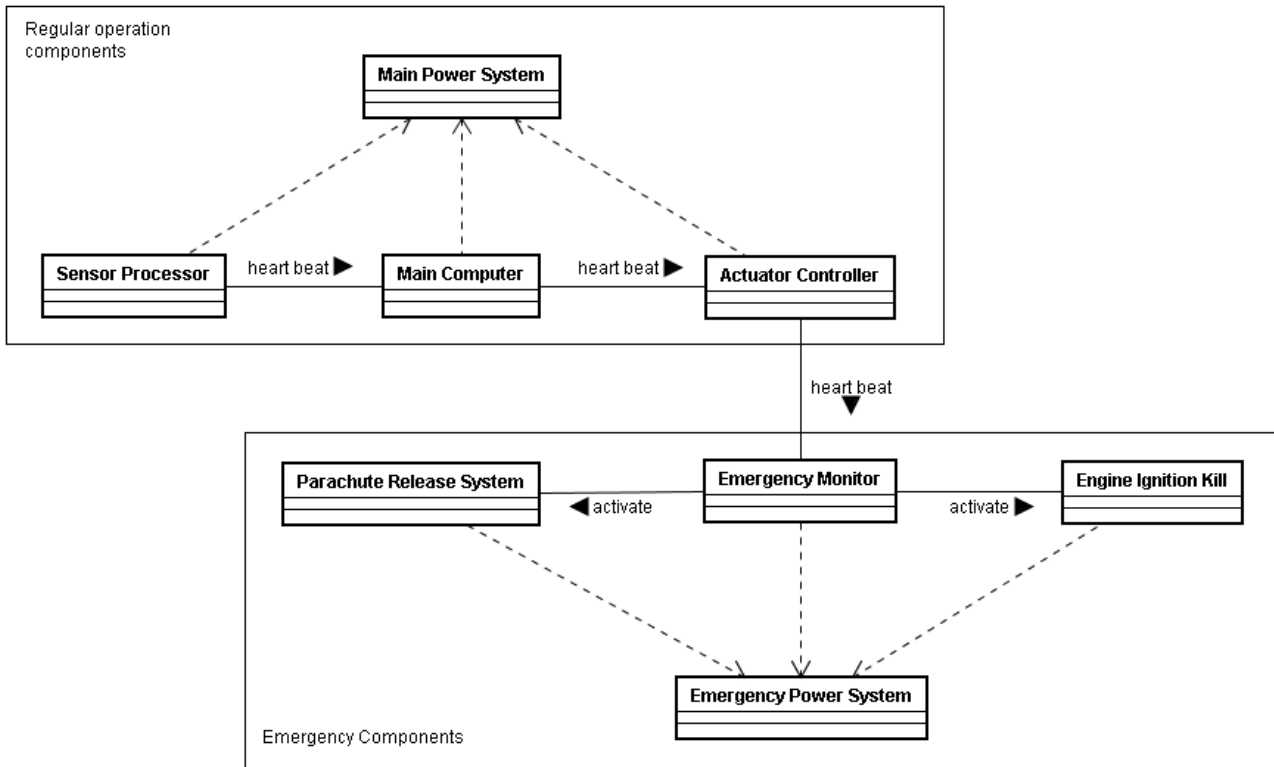 Regular operation
components
Main Power System
Sensor Processor
heart beat
Main Computer
heart beat
Actuator Controller
heart beat
Parachute Release System
Emergency Monitor
Engine Ignition Kill
activate
activate
Emergency Power System
Emergency Components